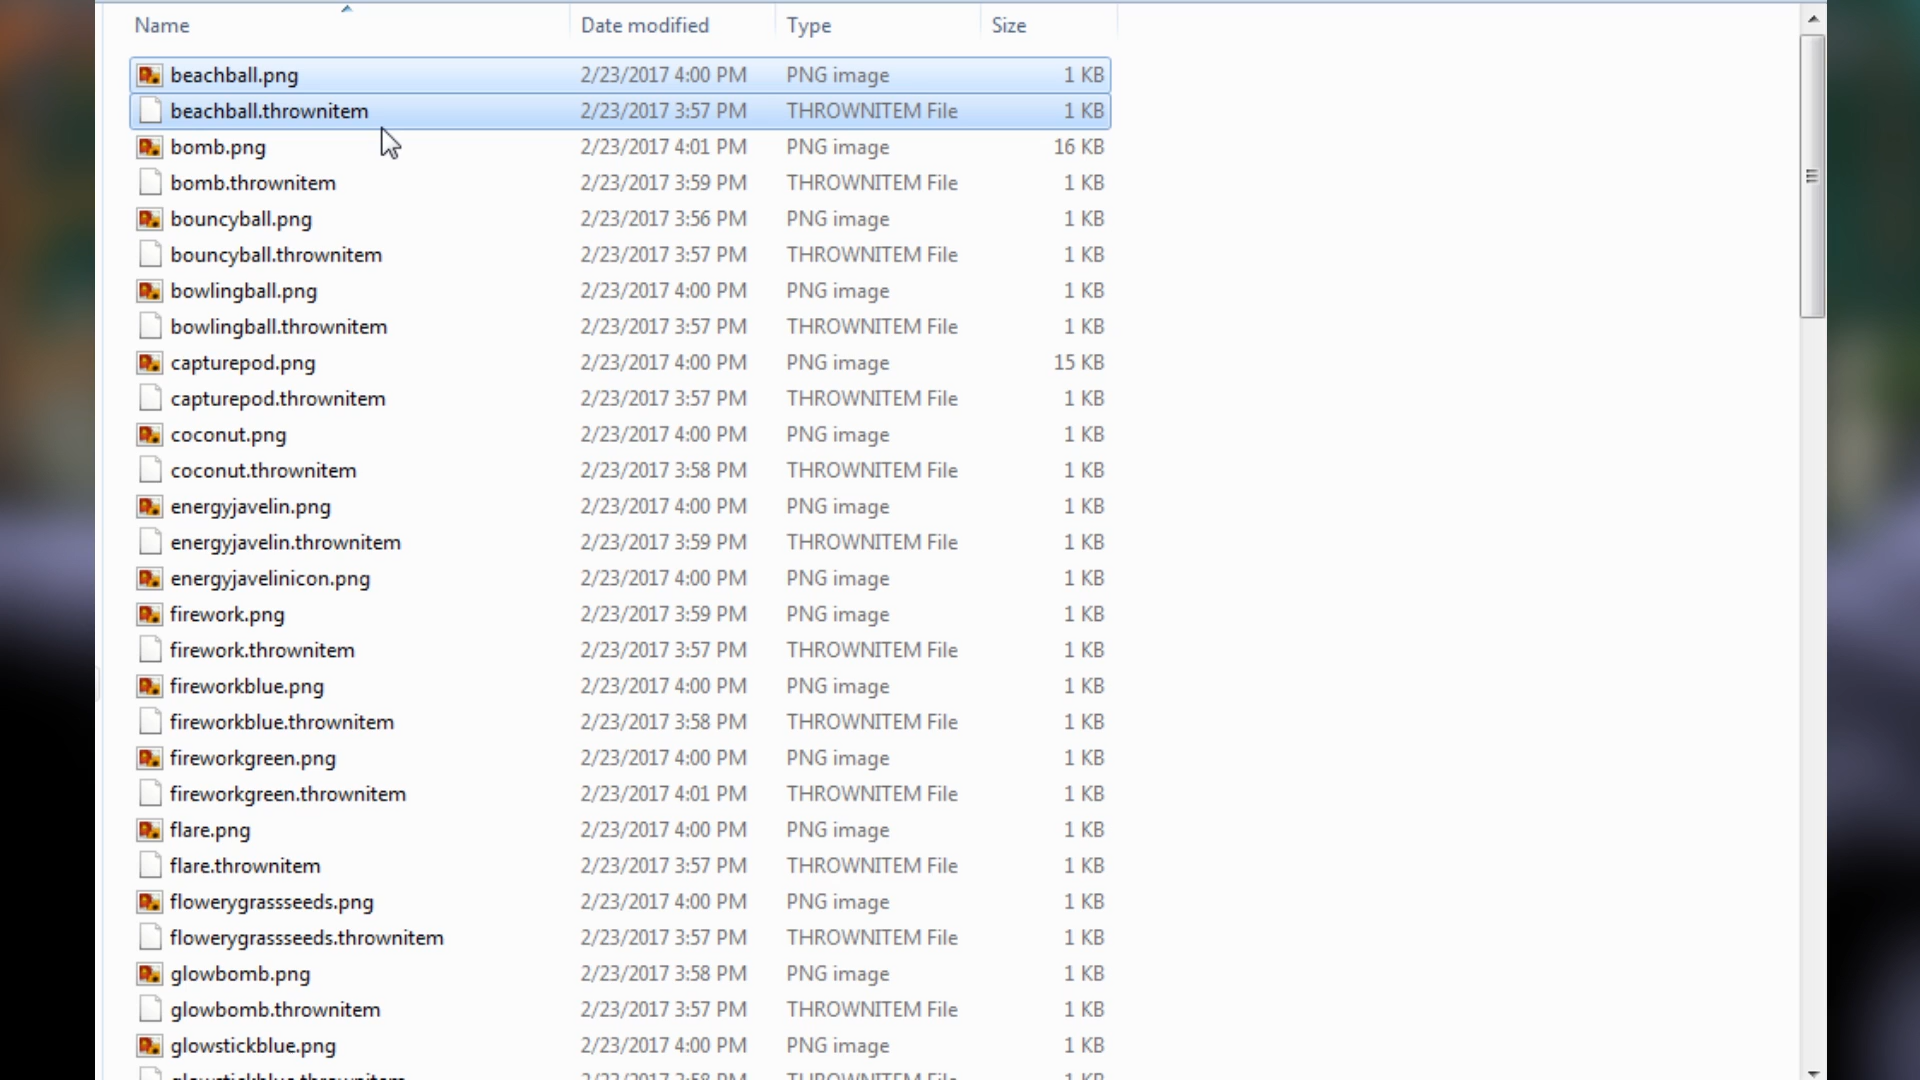 Name Date modified Type Size
beachball.png 2/23/2017 4:00 PM PNG image 1 KB
beachball.thrownitem 2/23/2017 3:57 PM THROWNITEM File 1 KB
bomb.png 2/23/2017 4:01 PM PNG image 16 KB
bomb.thrownitem 2/23/2017 3:59 PM THROWNITEM File 1 KB
bouncyball.png 2/23/2017 3:56 PM PNG image 1 KB
bouncyball.thrownitem 2/23/2017 3:57 PM THROWNITEM File 1 KB
bowlingball.png 2/23/2017 4:00 PM PNG image 1 KB
bowlingball.thrownitem 2/23/2017 3:57 PM THROWNITEM File 1 KB
capturepod.png 2/23/2017 4:00 PM PNG image 15 KB
capturepod.thrownitem 2/23/2017 3:57 PM THROWNITEM File 1 KB
coconut.png 2/23/2017 4:00 PM PNG image 1 KB
coconut.thrownitem 2/23/2017 3:58 PM THROWNITEM File 1 KB
energyjavelin.png 2/23/2017 4:00 PM PNG image 1 KB
energyjavelin.thrownitem 2/23/2017 3:59 PM THROWNITEM File 1 KB
energyjavelinicon.png 2/23/2017 4:00 PM PNG image 1 KB
firework.png 2/23/2017 3:59 PM PNG image 1 KB
firework.thrownitem 2/23/2017 3:57 PM THROWNITEM File 1 KB
fireworkblue.png 2/23/2017 4:00 PM PNG image 1 KB
fireworkblue.thrownitem 2/23/2017 3:58 PM THROWNITEM File 1 KB
fireworkgreen.png 2/23/2017 4:00 PM PNG image 1 KB
fireworkgreen.thrownitem 2/23/2017 4:01 PM THROWNITEM File 1 KB
flare.png 2/23/2017 4:00 PM PNG image 1 KB
flare.thrownitem 2/23/2017 3:57 PM THROWNITEM File 1 KB
flowerygrassseeds.png 2/23/2017 4:00 PM PNG image 1 KB
flowerygrassseeds.thrownitem 2/23/2017 3:57 PM THROWNITEM File 1 KB
glowbomb.png 2/23/2017 3:58 PM PNG image 1 KB
glowbomb.thrownitem 2/23/2017 3:57 PM THROWNITEM File 1 KB
glowstickblue.png 2/23/2017 4:00 PM PNG image 1 KB
glowstickblue.thrownitem 2/23/2017 3:58 PM THROWNITEM File 1 KB